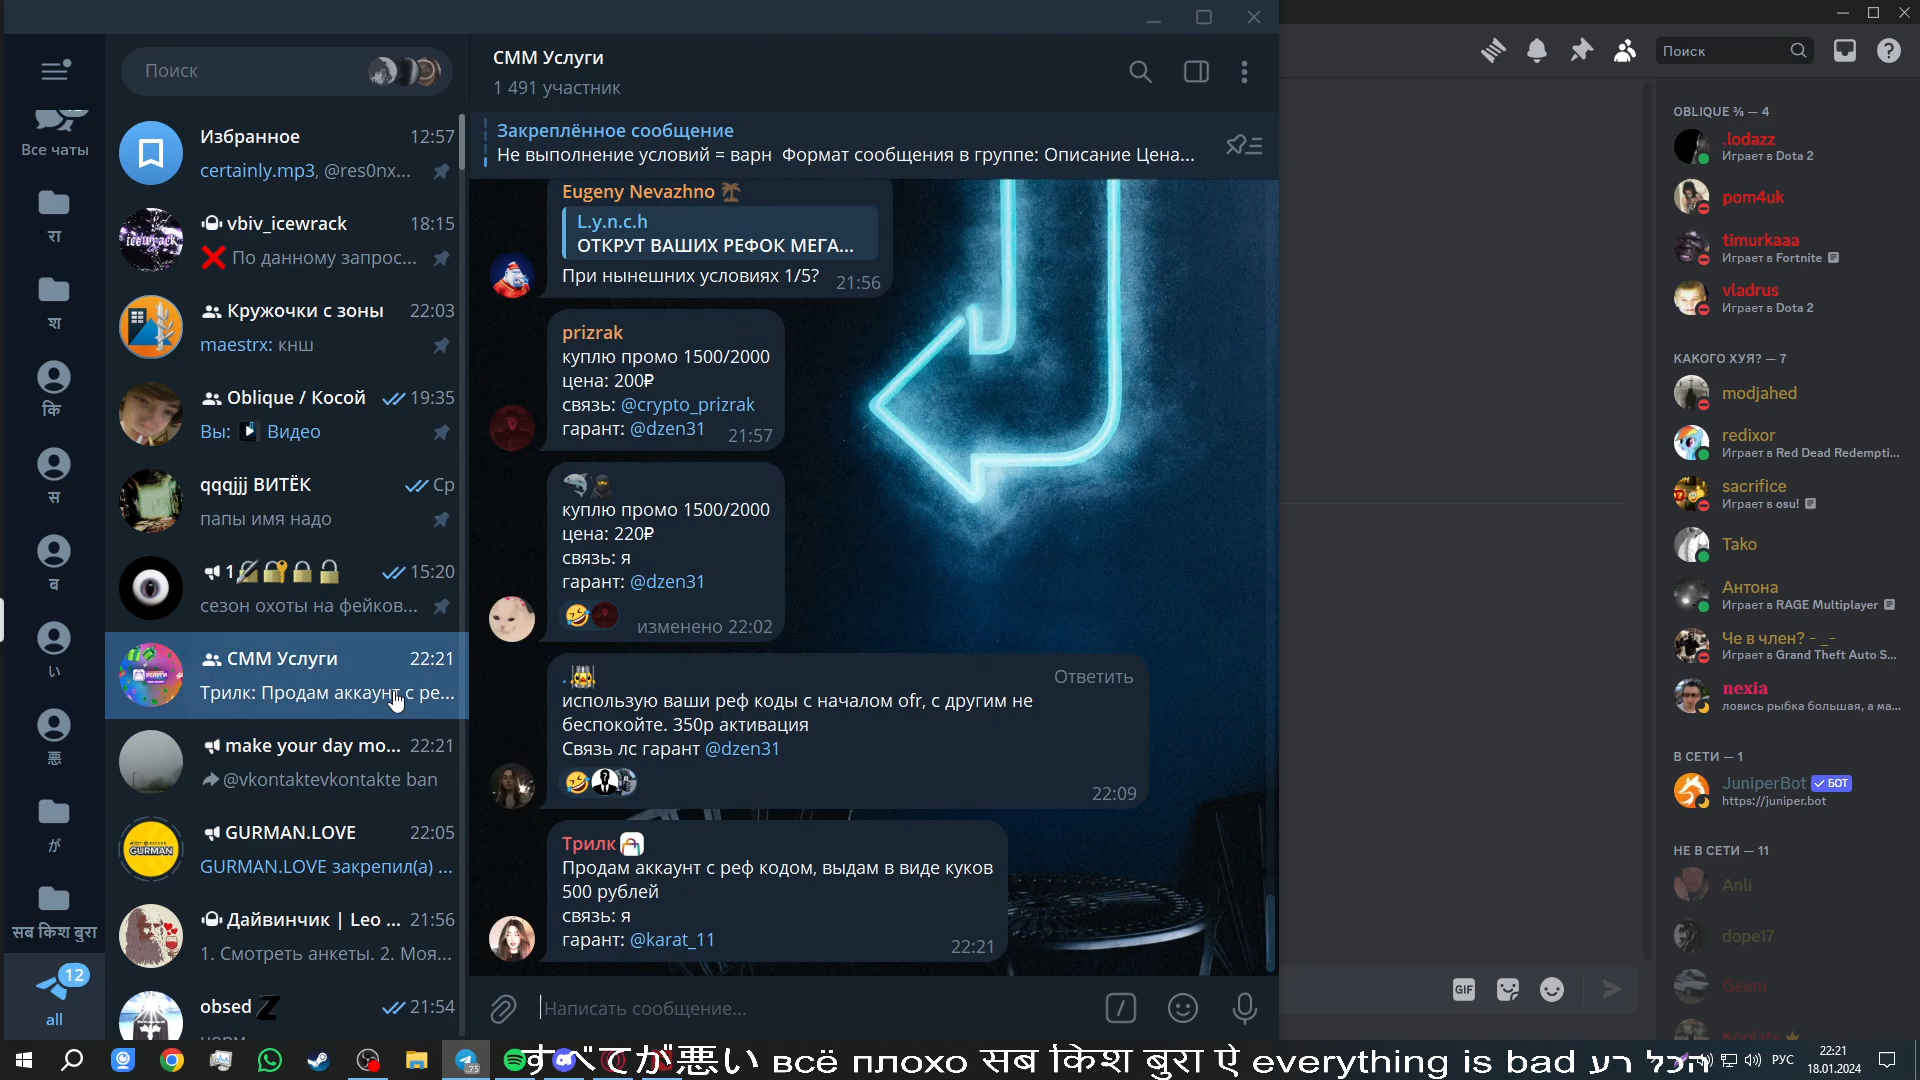 Поиск
Все чаты
रा
श
कि
स
ब
い
悪
が
सब किश बुरा
12
all
Избранное 12:57
certainly.mp3, @res0nx...
vbiv_icewrack 18:15
По данному запрос...
Кружочки с зоны 22:03
maestrx: кнш
Oblique / Косой 19:35
Вы: Видео
qqqjjj ВИТЁК Ср
папы имя надо
1 15:20
сезон охоты на фейков...
СММ Услуги 22:21
Трилк: Продам аккаунт с ре...
make your day mo... 22:21
@vkontaktevkontakte ban
GURMAN.LOVE 22:05
GURMAN.LOVE закрепил(а) ...
Дайвинчик | Leo ... 21:56
1. Смотреть анкеты. 2. Моя...
obsed 21:54
СММ Услуги
1 491 участник
Закреплённое сообщение
Не выполнение условий = варн Формат сообщения в группе: Описание Цена...
Eugeny Nevazhno
L.y.n.c.h
ОТКРУТ ВАШИХ РЕФОК МЕГА...
При нынешних условиях 1/5? 21:56
prizrak
куплю промо 1500/2000
цена: 200₽
связь: @crypto_prizrak
гарант: @dzen31 21:57
куплю промо 1500/2000
цена: 220₽
связь: я
гарант: @dzen31
изменено 22:02
. Ответить
использую ваши реф коды с началом ofr, с другим не
беспокойте. 350р активация
Связь лс гарант @dzen31
22:09
Трилк
Продам аккаунт с реф кодом, выдам в виде куков
500 рублей
связь: я
гарант: @karat_11 22:21
Написать сообщение...
Поиск
OBLIQUE ⅜ — 4
.lodazz
Играет в Dota 2
pom4uk
timurkaaa
Играет в Fortnite
vladrus
Играет в Dota 2
КАКОГО ХУЯ? — 7
modjahed
redixor
Играет в Red Dead Redempti...
sacrifice
Играет в osu!
Tako
Антона
Играет в RAGE Multiplayer
Че в член? - _-
Играет в Grand Theft Auto S...
nexia
ловись рыбка большая, а ма...
В СЕТИ — 1
JuniperBot БОТ
https://juniper.bot
НЕ В СЕТИ — 11
Anli
dope17
Geem
GIF
すべてが悪い всё плохо सब किश बुरा ऐ everything is bad הכל רע
РУС
22:21
18.01.2024